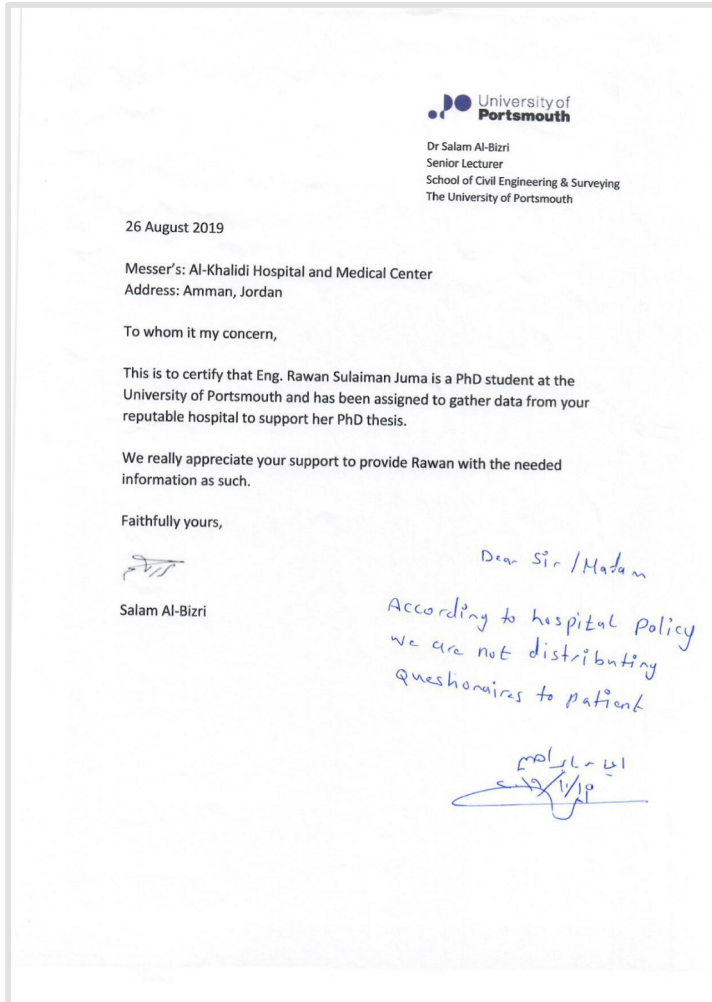 University of
Portsmouth
Dr Salam Al-Bizri
Senior Lecturer
School of Civil Engineering & Surveying
The University of Portsmouth
26 August 2019
Messer's: Al-Khalidi Hospital and Medical Center
Address: Amman, Jordan
To whom it my concern,
This is to certify that Eng. Rawan Sulaiman Juma is a PhD student at the
University of Portsmouth and has been assigned to gather data from your
reputable hospital to support her PhD thesis.
We really appreciate your support to provide Rawan with the needed
information as such.
Faithfully yours,
Salam Al-Bizri
Dear Sir / Madam
According to hospital policy
we are not distributing
Questionaires to patient